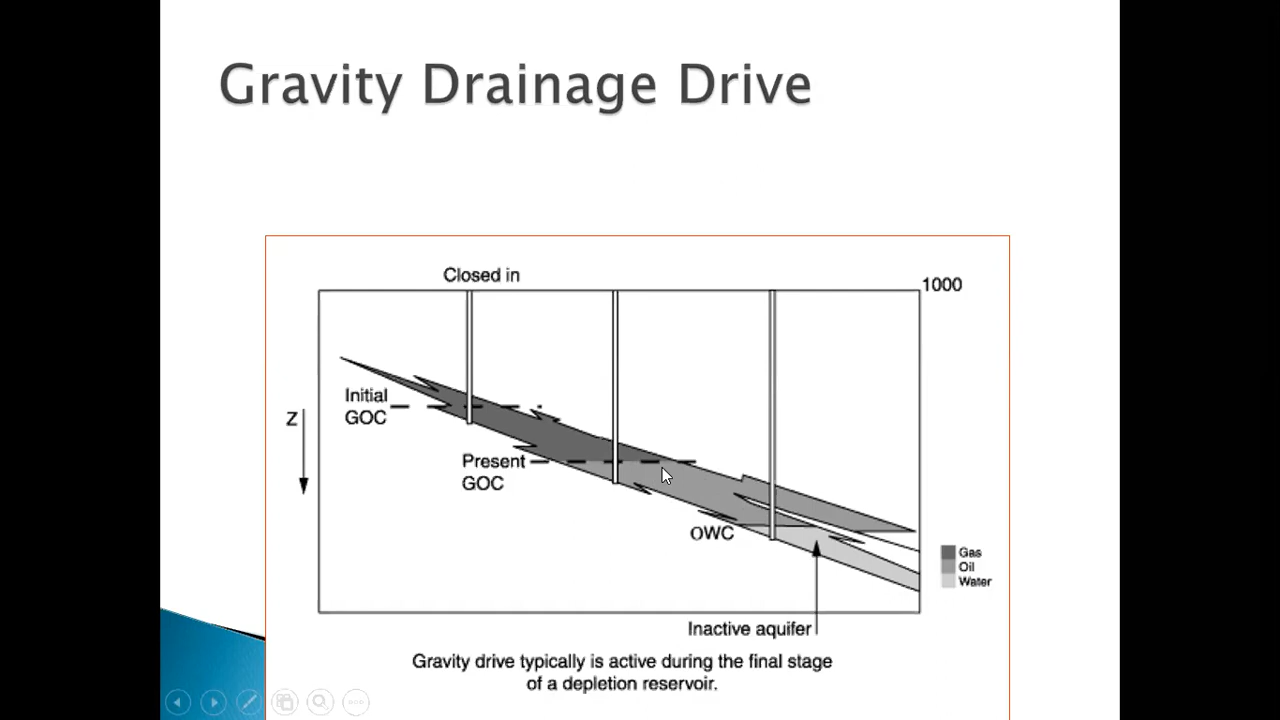 Gravity Drainage Drive
Closed in
1000
Initial
GOC
Z
Present
GOC
OWC
Gas
Oil
Water
Inactive aquifer
Gravity drive typically is active during the final stage
of a depletion reservoir.